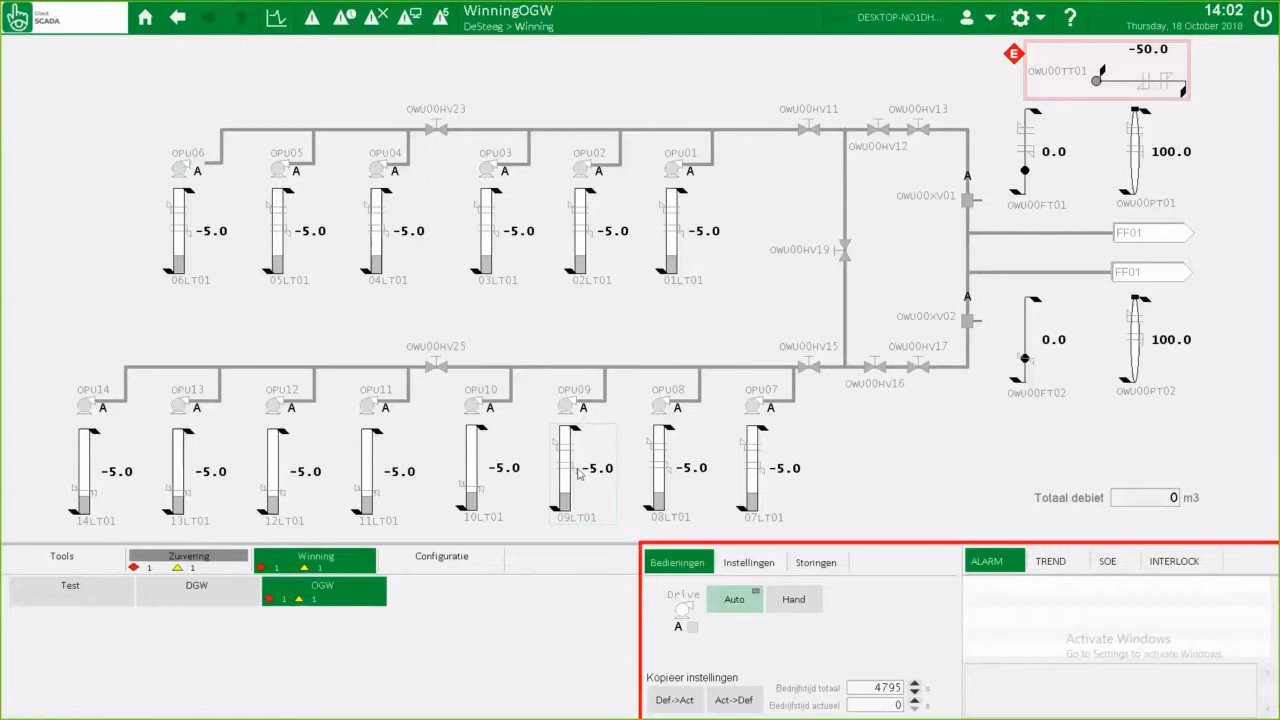 Clact
SCADA
WinningOGW
DeSteeg > Winning
DESKTOP-NO1DH...
14:02
Thursday, 18 October 2018
E
-50.0
OWU00TT01
OWU00HV23
OWU00HV11
OWU00HV13
OWU00HV12
OPU06
OPU05
OPU04
OPU03
OPU02
OPU01
A
A
A
A
A
A
-5.0
-5.0
-5.0
-5.0
-5.0
-5.0
06LT01
05LT01
04LT01
03LT01
02LT01
01LT01
OWU00HV19
A
OWU00XV01
0.0
100.0
OWU00FT01
OWU00PT01
FF01
FF01
A
OWU00XV02
0.0
100.0
OWU00FT02
OWU00PT02
OWU00HV25
OWU00HV15
OWU00HV17
OWU00HV16
OPU14
OPU13
OPU12
OPU11
OPU10
OPU09
OPU08
OPU07
A
A
A
A
A
A
A
A
-5.0
-5.0
-5.0
-5.0
-5.0
-5.0
-5.0
-5.0
14LT01
13LT01
12LT01
11LT01
10LT01
09LT01
08LT01
07LT01
Totaal debiet
0 m3
Tools
Zuivering
1
1
Winning
1
1
Configuratie
Test
DGW
OGW
1
1
Bedieningen
Instellingen
Storingen
Drive
A
Auto
Hand
Kopieer instellingen
Def->Act
Act->Def
Bedrijfstijd totaal
4795
s
Bedrijfstijd actueel
0
s
ALARM
TREND
SOE
INTERLOCK
Activate Windows
Go to Settings to activate Windows.